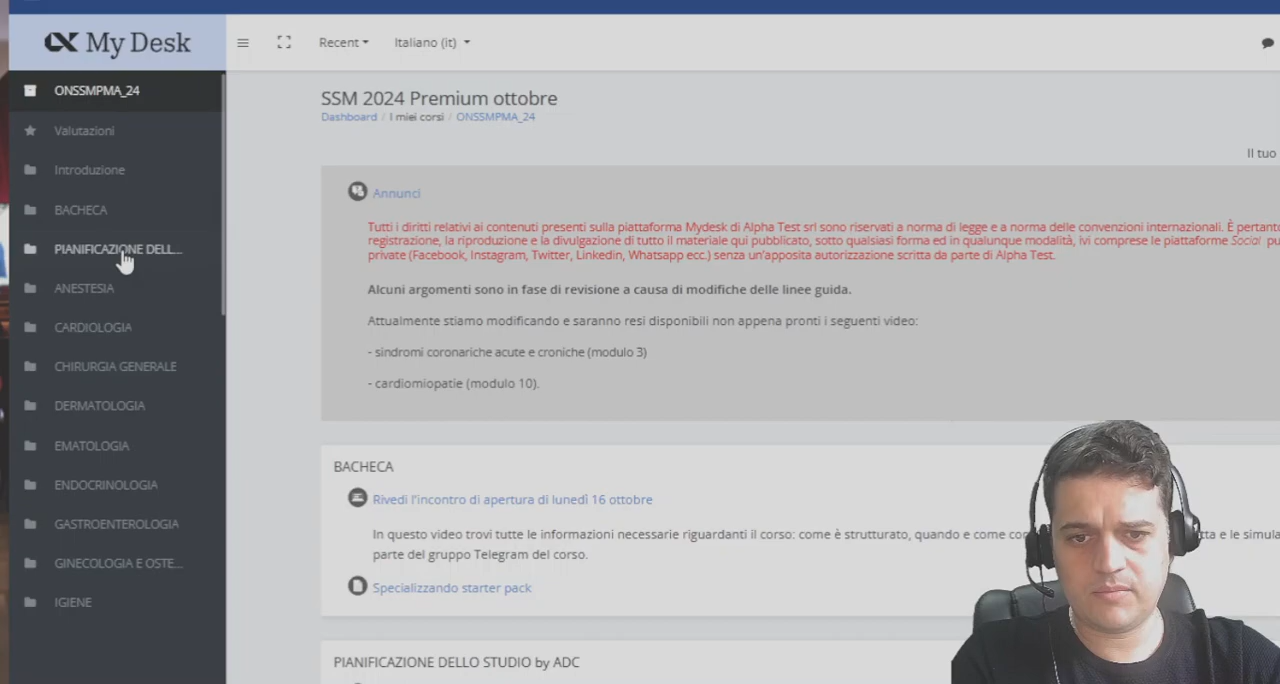 My Desk
Recent
Italiano (it)
ONSSMPMA_24
Valutazioni
Introduzione
BACHECA
PIANIFICAZIONE DELL...
ANESTESIA
CARDIOLOGIA
CHIRURGIA GENERALE
DERMATOLOGIA
EMATOLOGIA
ENDOCRINOLOGIA
GASTROENTEROLOGIA
GINECOLOGIA E OSTE...
IGIENE
SSM 2024 Premium ottobre
Dashboard / I miei corsi / ONSSMPMA_24
Il tuo
Annunci
Tutti i diritti relativi ai contenuti presenti sulla piattaforma Mydesk di Alpha Test srl sono riservati a norma di legge e a norma delle convenzioni internazionali. È pertanto
registrazione, la riproduzione e la divulgazione di tutto il materiale qui pubblicato, sotto qualsiasi forma ed in qualunque modalità, ivi comprese le piattaforme Social pu
private (Facebook, Instagram, Twitter, Linkedin, Whatsapp ecc.) senza un'apposita autorizzazione scritta da parte di Alpha Test.
Alcuni argomenti sono in fase di revisione a causa di modifiche delle linee guida.
Attualmente stiamo modificando e saranno resi disponibili non appena pronti i seguenti video:
- sindromi coronariche acute e croniche (modulo 3)
- cardiomiopatie (modulo 10).
BACHECA
Rivedi l'incontro di apertura di lunedì 16 ottobre
In questo video trovi tutte le informazioni necessarie riguardanti il corso: come è strutturato, quando e come con tta e le simula
parte del gruppo Telegram del corso.
Specializzando starter pack
PIANIFICAZIONE DELLO STUDIO by ADC